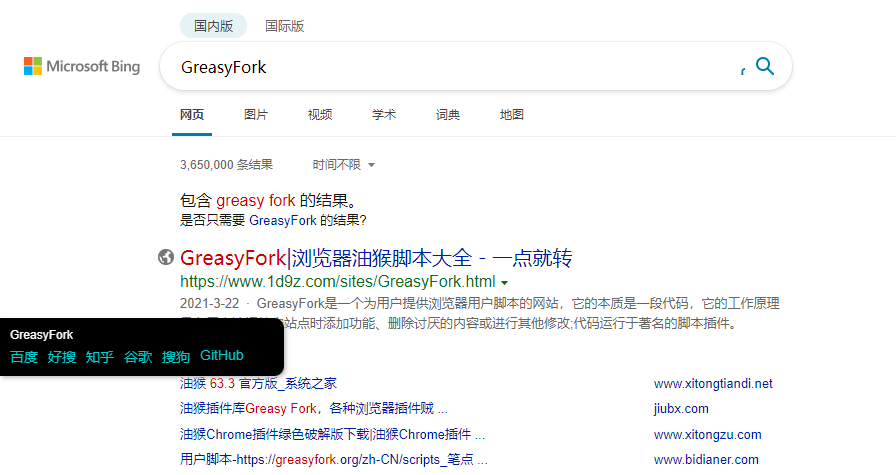 国内版 国际版
Microsoft Bing
GreasyFork
网页 图片 视频 学术 词典 地图
3,650,000 条结果 时间不限
包含 greasy fork 的结果。
是否只需要 GreasyFork 的结果?
GreasyFork|浏览器油猴脚本大全 - 一点就转
https://www.1d9z.com/sites/GreasyFork.html
2021-3-22 · GreasyFork是一个为用户提供浏览器用户脚本的网站，它的本质是一段代码，它的工作原理
站点时添加功能、删除讨厌的内容或进行其他修改;代码运行于著名的脚本插件。
GreasyFork
百度 好搜 知乎 谷歌 搜狗 GitHub
油猴 63.3 官方版_系统之家 www.xitongtiandi.net
油猴插件库Greasy Fork，各种浏览器插件贼 ... jiubx.com
油猴Chrome插件绿色破解版下载|油猴Chrome插件 ... www.xitongzu.com
用户脚本-https://greasyfork.org/zh-CN/scripts_笔点 ... www.bidianer.com